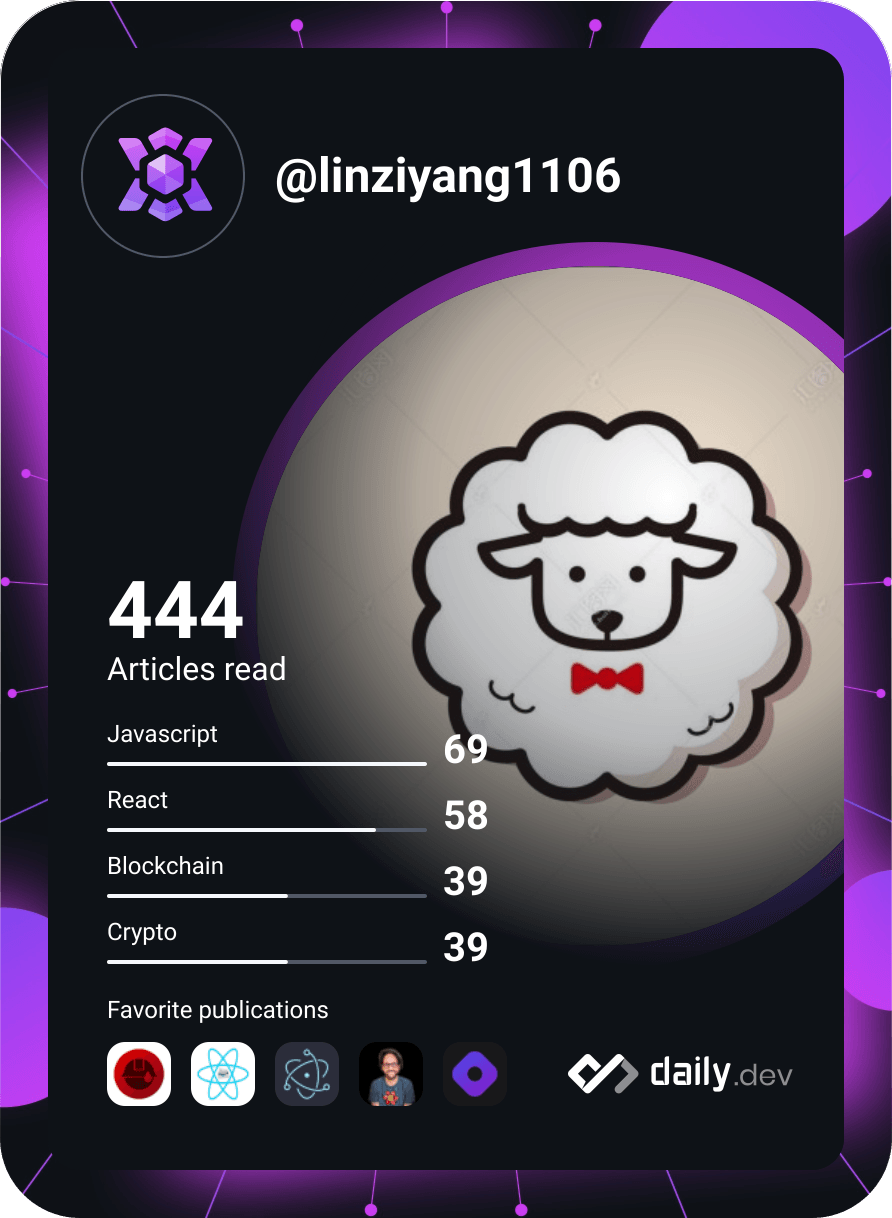 @linziyang1106
444
Articles read
Javascript
69
React
58
Blockchain
39
Crypto
39
Favorite publications
daily.dev